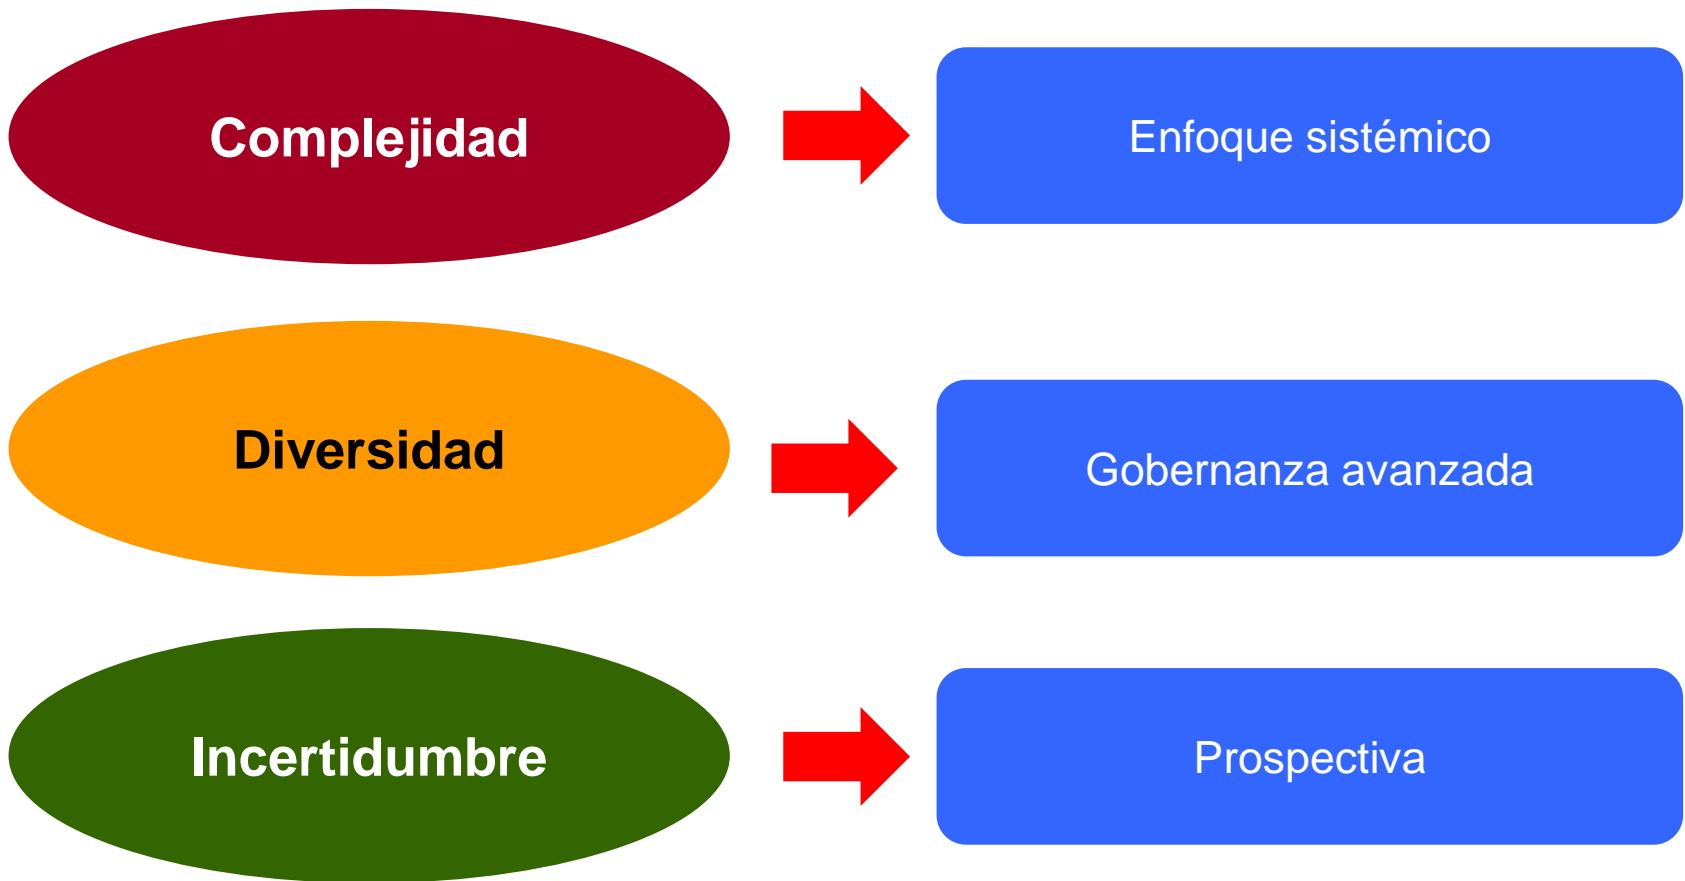 Complejidad
Enfoque sistémico
Diversidad
Gobernanza avanzada
Incertidumbre
Prospectiva